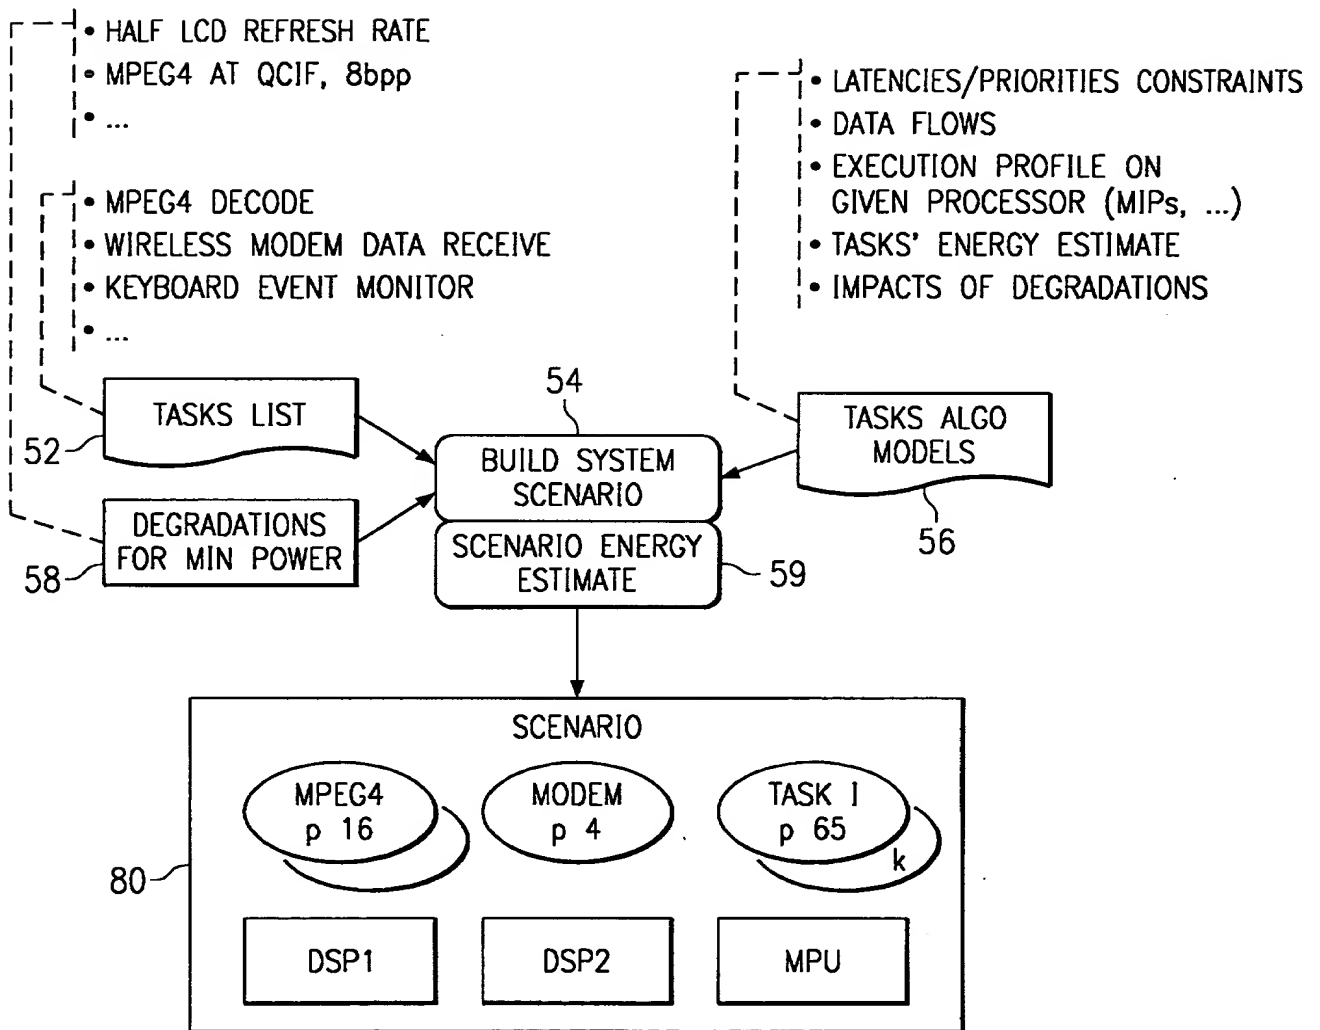 • HALF LCD REFRESH RATE
• MPEG4 AT QCIF, 8bpp
• ...
• MPEG4 DECODE
• WIRELESS MODEM DATA RECEIVE
• KEYBOARD EVENT MONITOR
• ...
• LATENCIES/PRIORITIES CONSTRAINTS
• DATA FLOWS
• EXECUTION PROFILE ON
GIVEN PROCESSOR (MIPs, ...)
• TASKS' ENERGY ESTIMATE
• IMPACTS OF DEGRADATIONS
TASKS LIST
52
DEGRADATIONS
FOR MIN POWER
58
54
BUILD SYSTEM
SCENARIO
SCENARIO ENERGY
ESTIMATE
59
TASKS ALGO
MODELS
56
SCENARIO
MPEG4
p 16
MODEM
p 4
TASK I
p 65
k
80
DSP1
DSP2
MPU